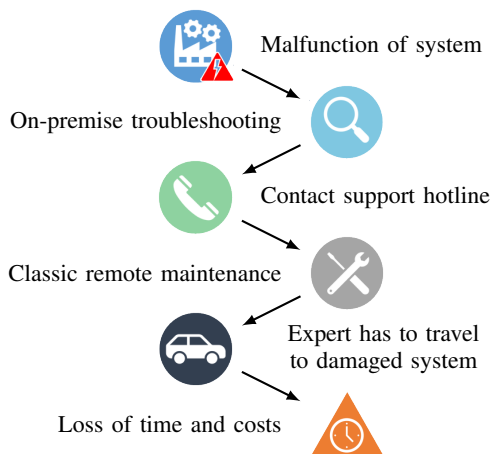 Malfunction of system
On-premise troubleshooting
Contact support hotline
Classic remote maintenance
Expert has to travel
to damaged system
Loss of time and costs